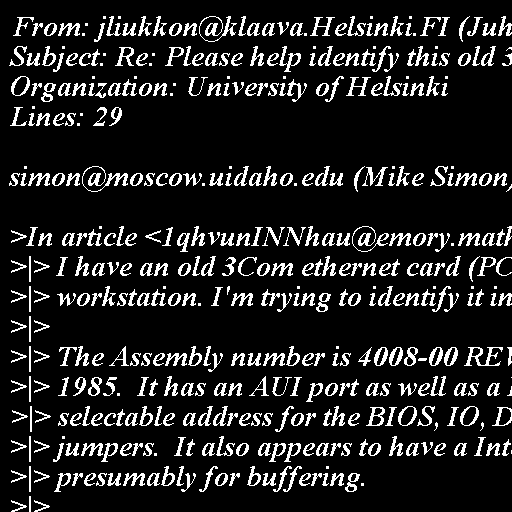 From: jliukkon@klaava.Helsinki.FI (Juh
Subject: Re: Please help identify this old 3
Organization: University of Helsinki
Lines: 29
simon@moscow.uidaho.edu (Mike Simon)
>In article <1qhvunINNhau@emory.math
>|> I have an old 3Com ethernet card (PC
>|> workstation. I'm trying to identify it in
>|>
>|> The Assembly number is 4008-00 REV
>|> 1985.  It has an AUI port as well as a
>|> selectable address for the BIOS, IO, D
>|> jumpers.  It also appears to have a Int
>|> presumably for buffering.
>|>